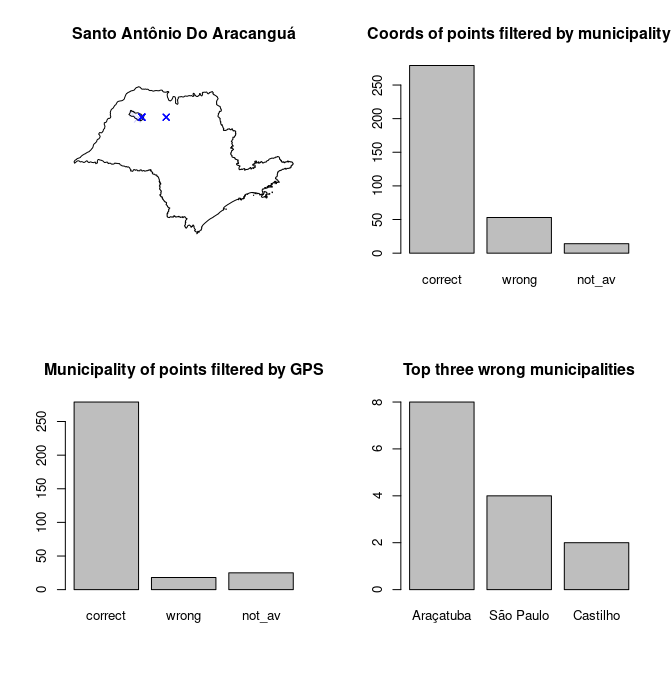 Santo Antônio Do Aracanguá
Coords of points filtered by municipality
250
200
150
100
50
0
correct wrong not_av
Municipality of points filtered by GPS
250
200
150
100
50
0
correct wrong not_av
Top three wrong municipalities
8
6
4
2
0
Araçatuba São Paulo Castilho